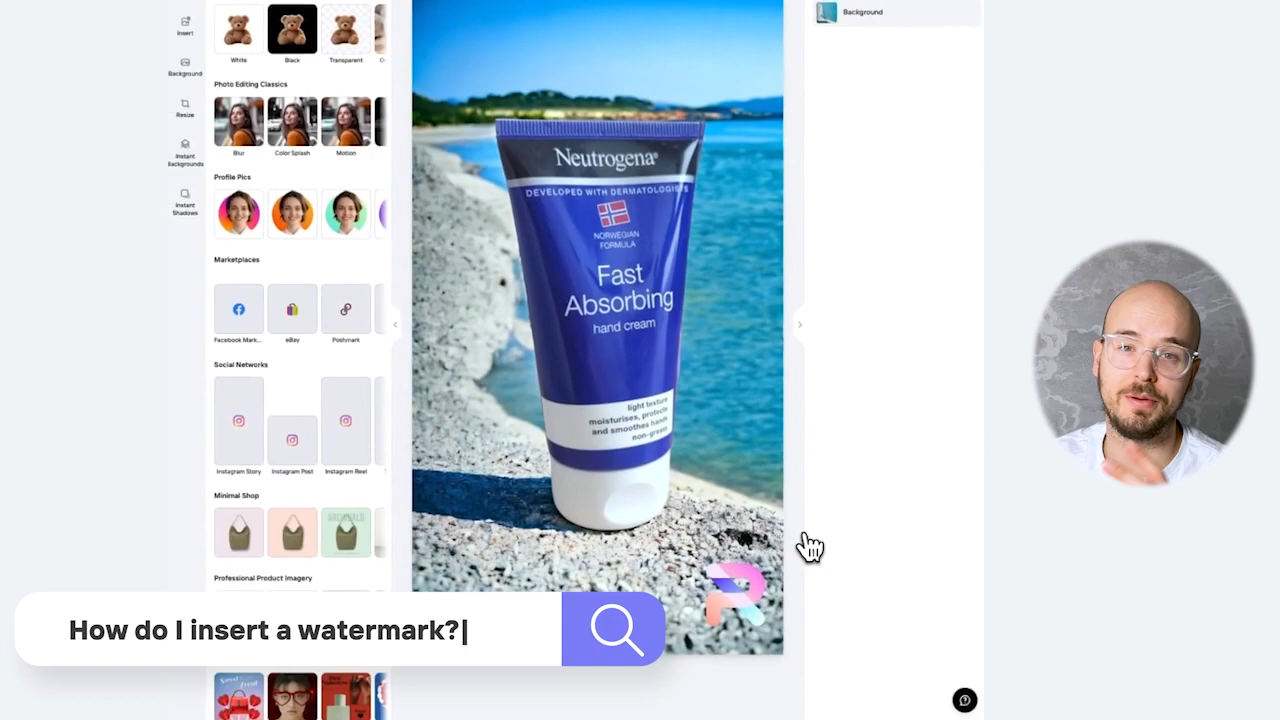 Insert
Background
Resize
Instant
Backgrounds
Instant
Shadows
White
Black
Transparent
Photo Editing Classics
Blur
Color Splash
Motion
Profile Pics
Marketplaces
Facebook Mark...
eBay
Poshmark
Social Networks
Instagram Story
Instagram Post
Instagram Reel
Minimal Shop
Professional Product Imagery
Neutrogena®
DEVELOPED WITH DERMATOLOGISTS
NORWEGIAN
FORMULA
Fast
Absorbing
hand cream
light texture
moisturises, protects
and smoothes hands
non-greasy
Background
How do I insert a watermark?